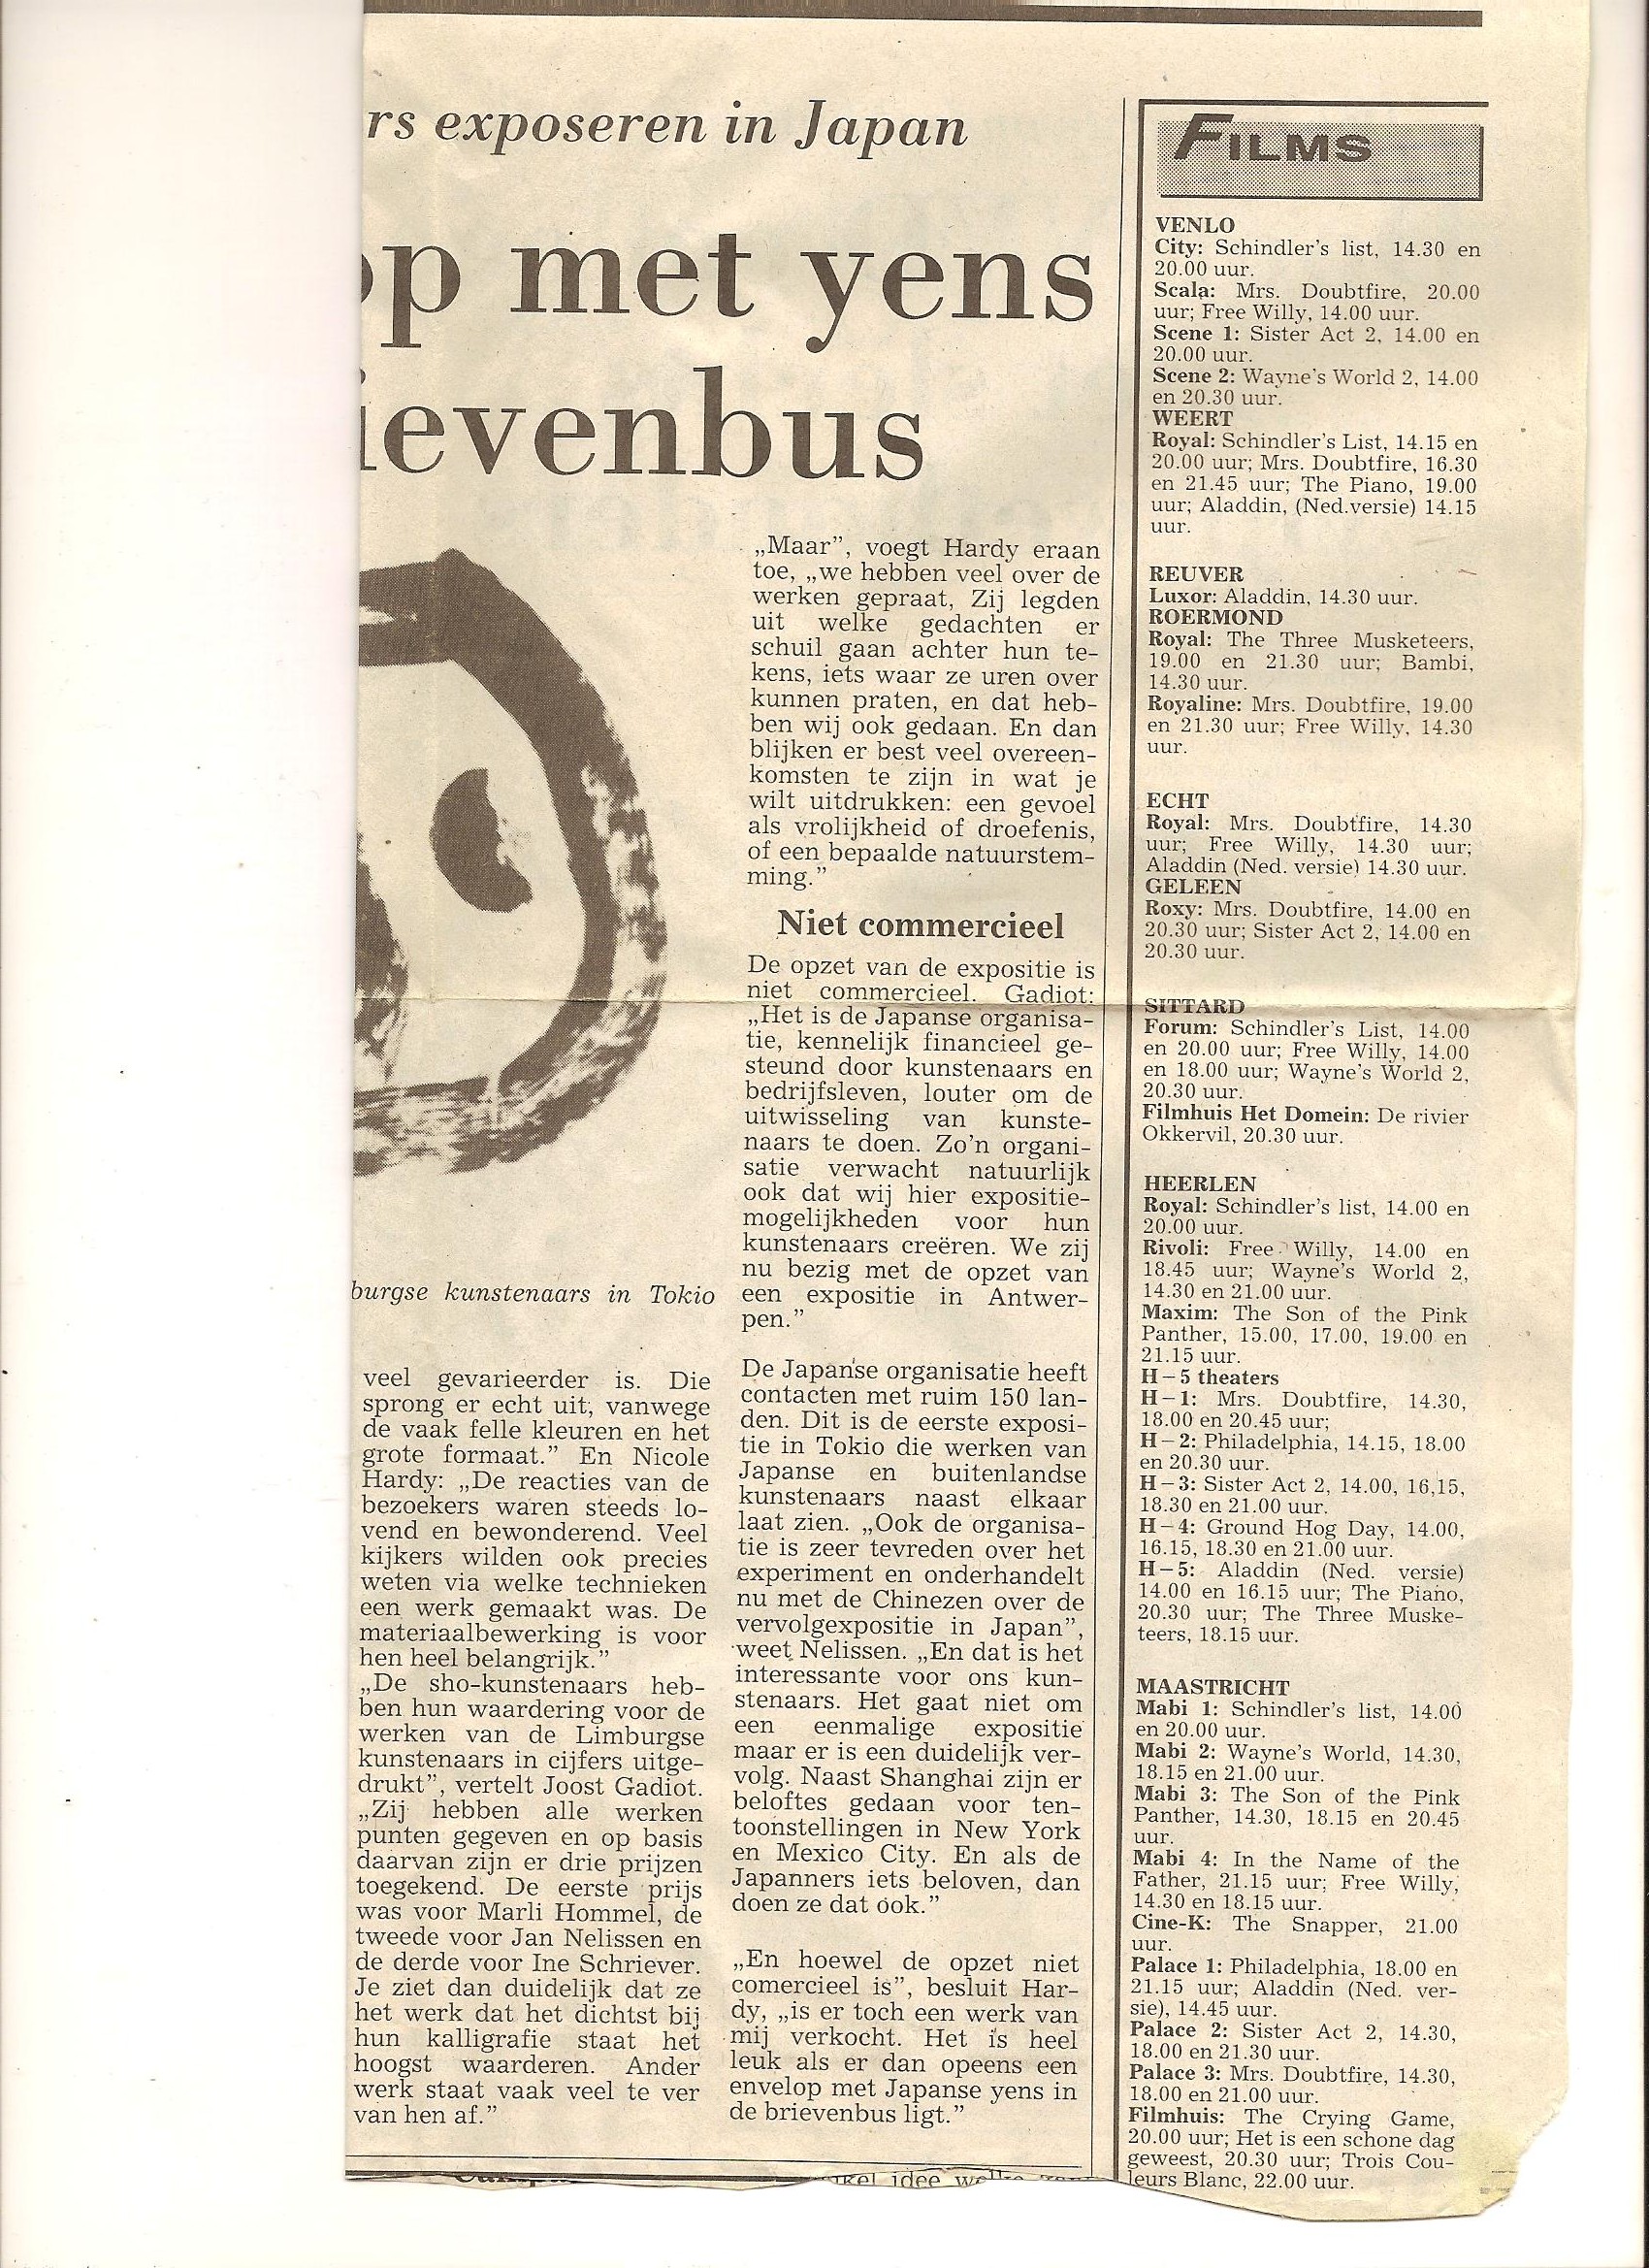 rs exposeren in Japan
op met yens
ievenbus
burgse kunstenaars in Tokio
veel gevarieerder is. Die
sprong er echt uit, vanwege
de vaak felle kleuren en het
grote formaat.” En Nicole
Hardy: „De reacties van de
bezoekers waren steeds lo-
vend en bewonderend. Veel
kijkers wilden ook precies
weten via welke technieken
een werk gemaakt was. De
materiaalbewerking is voor
hen heel belangrijk.”
„De sho-kunstenaars heb-
ben hun waardering voor de
werken van de Limburgse
kunstenaars in cijfers uitge-
drukt”, vertelt Joost Gadiot.
„Zij hebben alle werken
punten gegeven en op basis
daarvan zijn er drie prijzen
toegekend. De eerste prijs
was voor Marli Hommel, de
tweede voor Jan Nelissen en
de derde voor Ine Schriever.
Je ziet dan duidelijk dat ze
het werk dat het dichtst bij
hun kalligrafie staat het
hoogst waarderen. Ander
werk staat vaak veel te ver
van hen af.”
„Maar”, voegt Hardy eraan
toe, „we hebben veel over de
werken gepraat, Zij legden
uit welke gedachten er
schuil gaan achter hun te-
kens, iets waar ze uren over
kunnen praten, en dat heb-
ben wij ook gedaan. En dan
blijken er best veel overeen-
komsten te zijn in wat je
wilt uitdrukken: een gevoel
als vrolijkheid of droefenis,
of een bepaalde natuurstem-
ming.”
Niet commercieel
De opzet van de expositie is
niet commercieel. Gadiot:
„Het is de Japanse organisa-
tie, kennelijk financieel ge-
steund door kunstenaars en
bedrijfsleven, louter om de
uitwisseling van kunste-
naars te doen. Zo’n organi-
satie verwacht natuurlijk
ook dat wij hier expositie-
mogelijkheden voor hun
kunstenaars creëren. We zij
nu bezig met de opzet van
een expositie in Antwer-
pen.”
De Japanse organisatie heeft
contacten met ruim 150 lan-
den. Dit is de eerste exposi-
tie in Tokio die werken van
Japanse en buitenlandse
kunstenaars naast elkaar
laat zien. „Ook de organisa-
tie is zeer tevreden over het
experiment en onderhandelt
nu met de Chinezen over de
vervolgexpositie in Japan”,
weet Nelissen. „En dat is het
interessante voor ons kun-
stenaars. Het gaat niet om
een eenmalige expositie
maar er is een duidelijk ver-
volg. Naast Shanghai zijn er
beloftes gedaan voor ten-
toonstellingen in New York
en Mexico City. En als de
Japanners iets beloven, dan
doen ze dat ook.”
„En hoewel de opzet niet
comercieel is”, besluit Har-
dy, „is er toch een werk van
mij verkocht. Het is heel
leuk als er dan opeens een
envelop met Japanse yens in
de brievenbus ligt.”
idee
FILMS
VENLO
City: Schindler’s list, 14.30 en
20.00 uur.
Scala: Mrs. Doubtfire, 20.00
uur; Free Willy, 14.00 uur.
Scene 1: Sister Act 2, 14.00 en
20.00 uur.
Scene 2: Wayne’s World 2, 14.00
en 20.30 uur.
WEERT
Royal: Schindler’s List, 14.15 en
20.00 uur; Mrs. Doubtfire, 16.30
en 21.45 uur; The Piano, 19.00
uur; Aladdin, (Ned.versie) 14.15
uur.
REUVER
Luxor: Aladdin, 14.30 uur.
ROERMOND
Royal: The Three Musketeers,
19.00 en 21.30 uur; Bambi,
14.30 uur.
Royaline: Mrs. Doubtfire, 19.00
en 21.30 uur; Free Willy, 14.30
uur.
ECHT
Royal: Mrs. Doubtfire, 14.30
uur; Free Willy, 14.30 uur;
Aladdin (Ned. versie) 14.30 uur.
GELEEN
Roxy: Mrs. Doubtfire, 14.00 en
20.30 uur; Sister Act 2, 14.00 en
20.30 uur.
SITTARD
Forum: Schindler’s List, 14.00
en 20.00 uur; Free Willy, 14.00
en 18.00 uur; Wayne’s World 2,
20.30 uur.
Filmhuis Het Domein: De rivier
Okkervil, 20.30 uur.
HEERLEN
Royal: Schindler’s list, 14.00 en
20.00 uur.
Rivoli: Free Willy, 14.00 en
18.45 uur; Wayne’s World 2,
14.30 en 21.00 uur.
Maxim: The Son of the Pink
Panther, 15.00, 17.00, 19.00 en
21.15 uur.
H–5 theaters
H–1: Mrs. Doubtfire, 14.30,
18.00 en 20.45 uur;
H–2: Philadelphia, 14.15, 18.00
en 20.30 uur.
H–3: Sister Act 2, 14.00, 16,15,
18.30 en 21.00 uur.
H–4: Ground Hog Day, 14.00,
16.15, 18.30 en 21.00 uur.
H–5: Aladdin (Ned. versie)
14.00 en 16.15 uur; The Piano,
20.30 uur; The Three Muske-
teers, 18.15 uur.
MAASTRICHT
Mabi 1: Schindler’s list, 14.00
en 20.00 uur.
Mabi 2: Wayne’s World, 14.30,
18.15 en 21.00 uur.
Mabi 3: The Son of the Pink
Panther, 14.30, 18.15 en 20.45
uur.
Mabi 4: In the Name of the
Father, 21.15 uur; Free Willy,
14.30 en 18.15 uur.
Cine-K: The Snapper, 21.00
uur.
Palace 1: Philadelphia, 18.00 en
21.15 uur; Aladdin (Ned. ver-
sie), 14.45 uur.
Palace 2: Sister Act 2, 14.30,
18.00 en 21.30 uur.
Palace 3: Mrs. Doubtfire, 14.30,
18.00 en 21.00 uur.
Filmhuis: The Crying Game,
20.00 uur; Het is een schone dag
geweest, 20.30 uur; Trois Cou-
leurs Blanc, 22.00 uur.